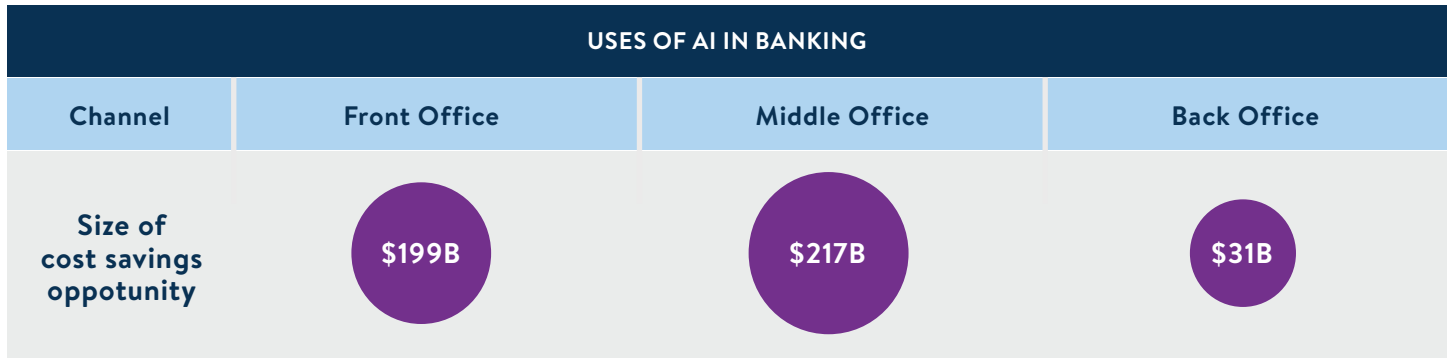 USES OF AI IN BANKING
Channel
Front Office
Middle Office
Back Office
Size of
cost savings
oppotunity
$199B
$217B
$31B